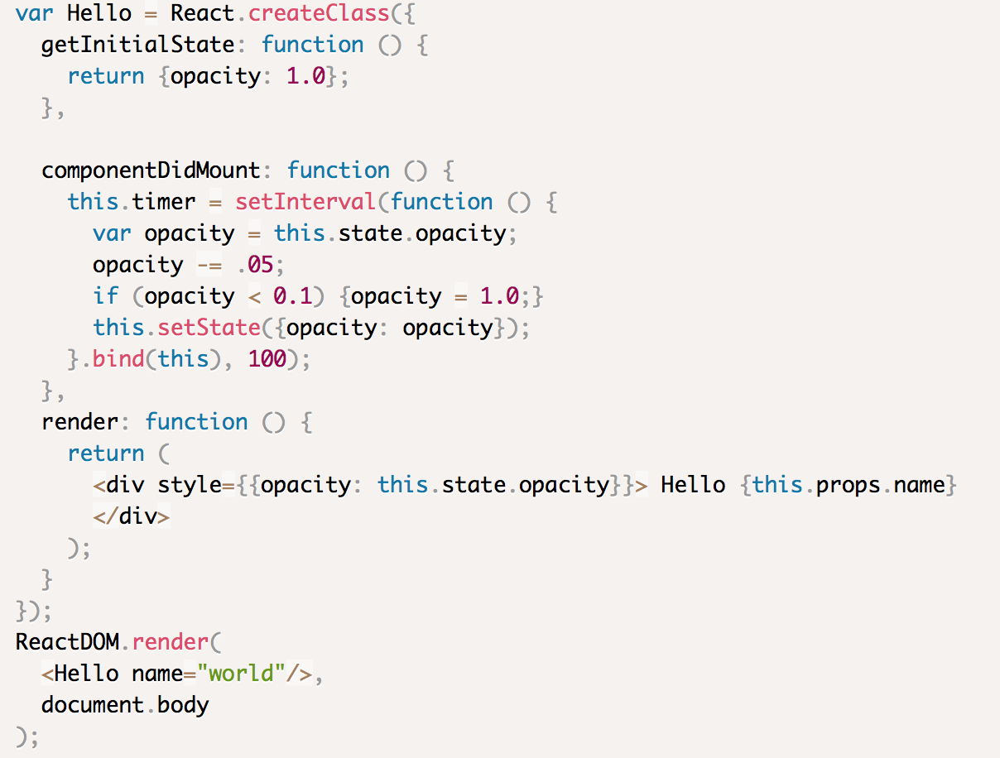 var Hello = React.createClass({
  getInitialState: function () {
    return {opacity: 1.0};
  },

  componentDidMount: function () {
    this.timer = setInterval(function () {
      var opacity = this.state.opacity;
      opacity -= .05;
      if (opacity < 0.1) {opacity = 1.0;}
      this.setState({opacity: opacity});
    }.bind(this), 100);
  },
  render: function () {
    return (
      <div style={{opacity: this.state.opacity}}> Hello {this.props.name}
      </div>
    );
  }
});
ReactDOM.render(
  <Hello name="world"/>,
  document.body
);